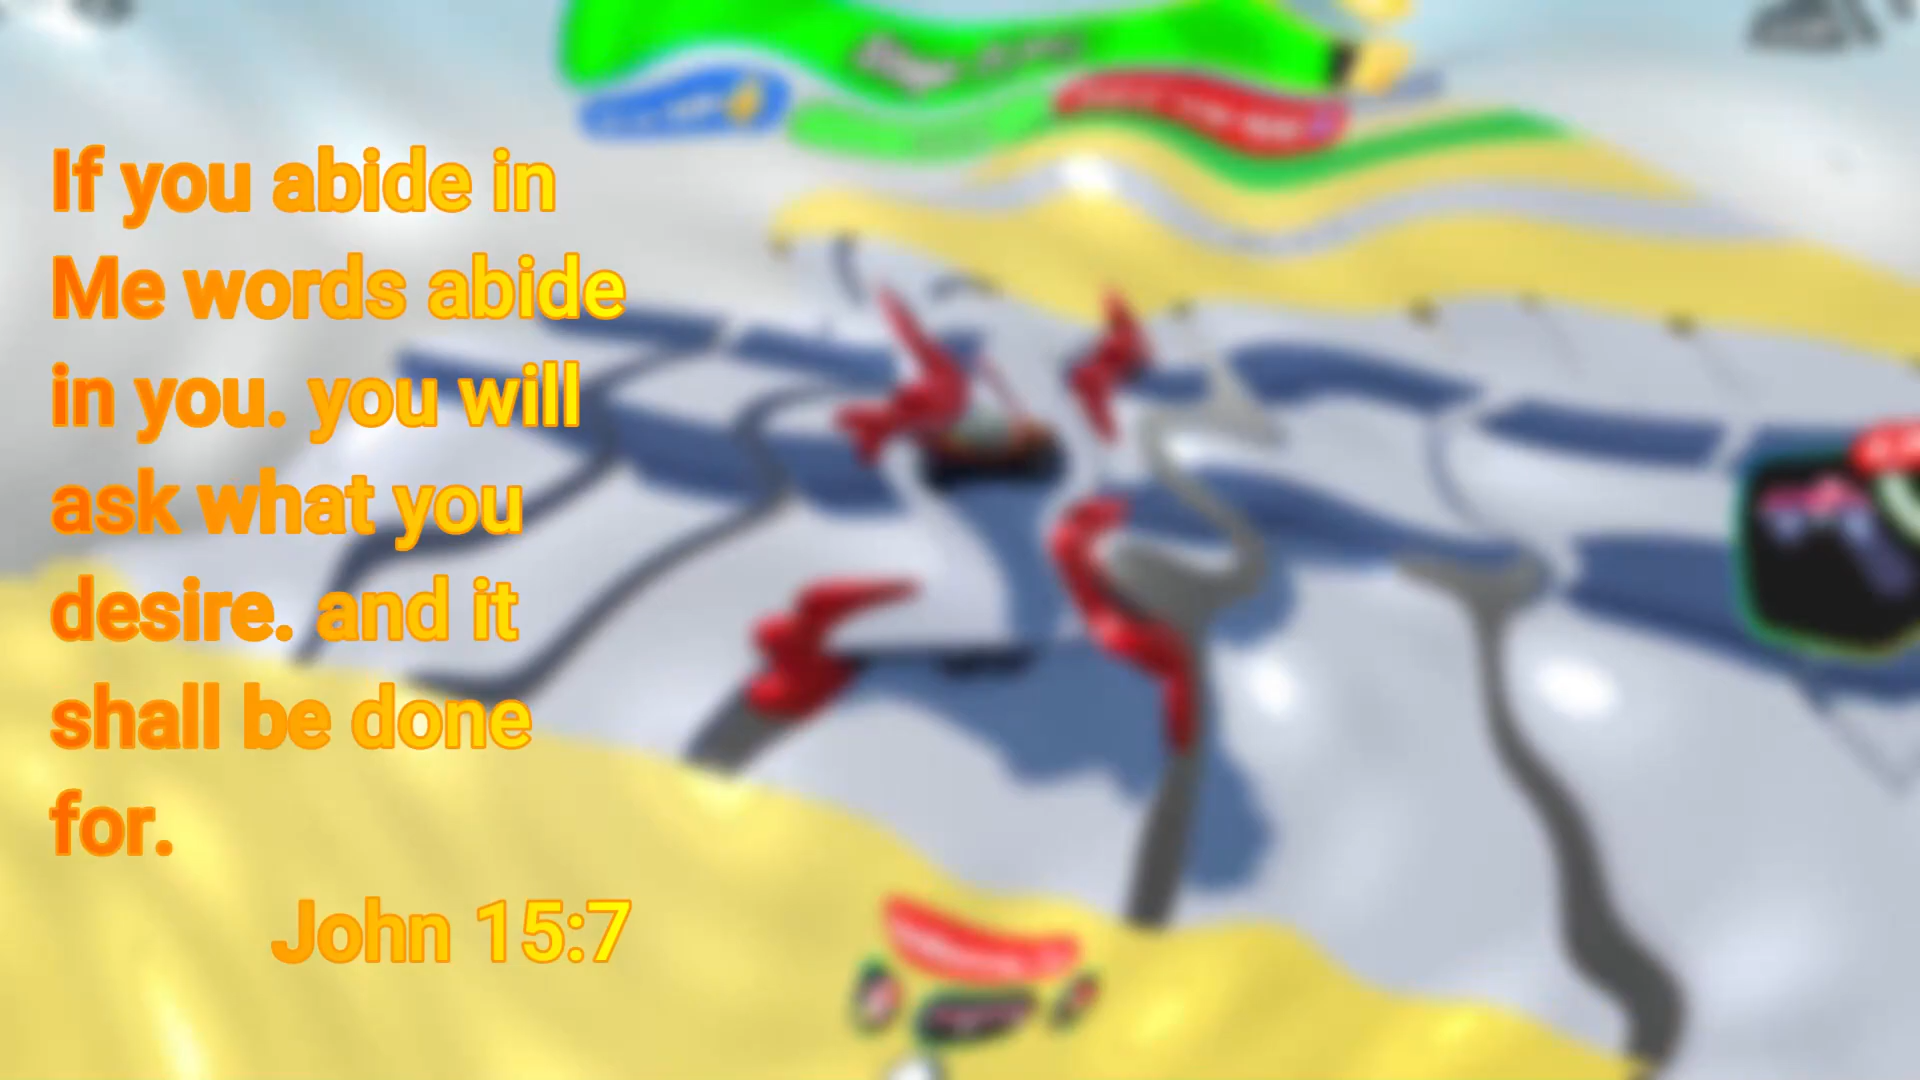 If you abide in
Me words abide
in you. you will
ask what you
desire. and it
shall be done
for.
John 15:7